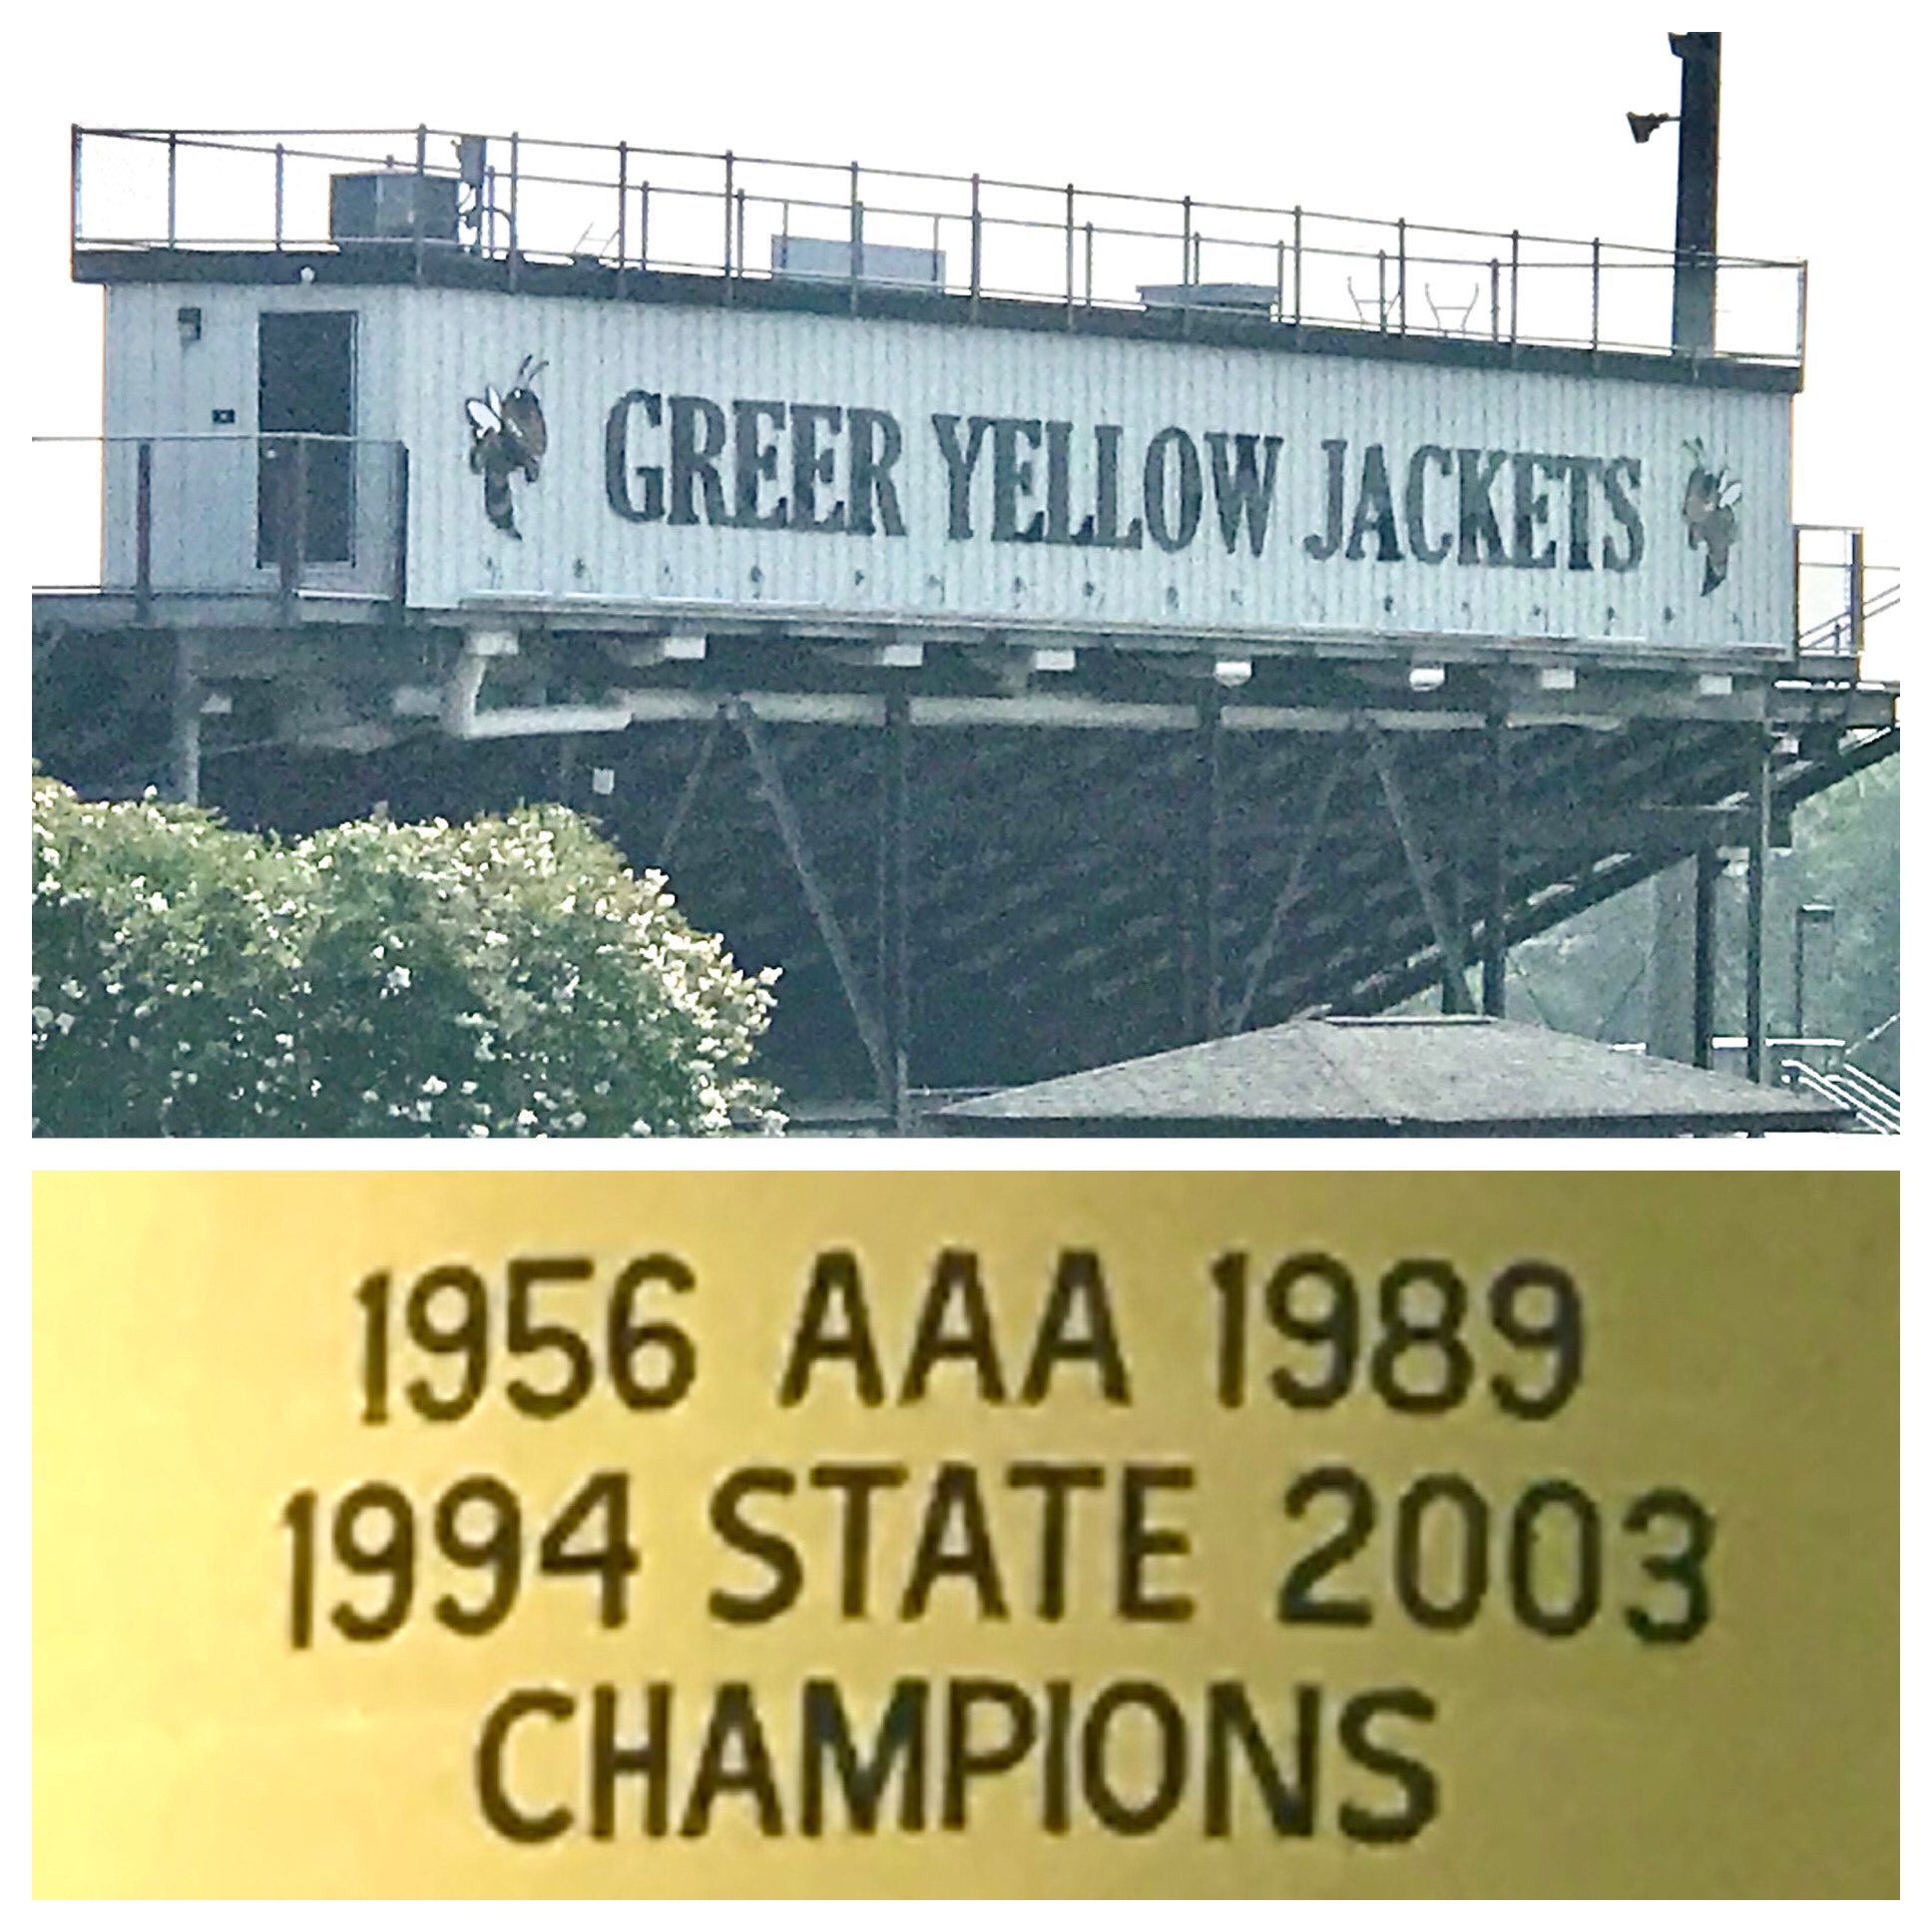 GREER YELLOW JACKETS
1956 AAA 1989
1994 STATE 2003
CHAMPIONS